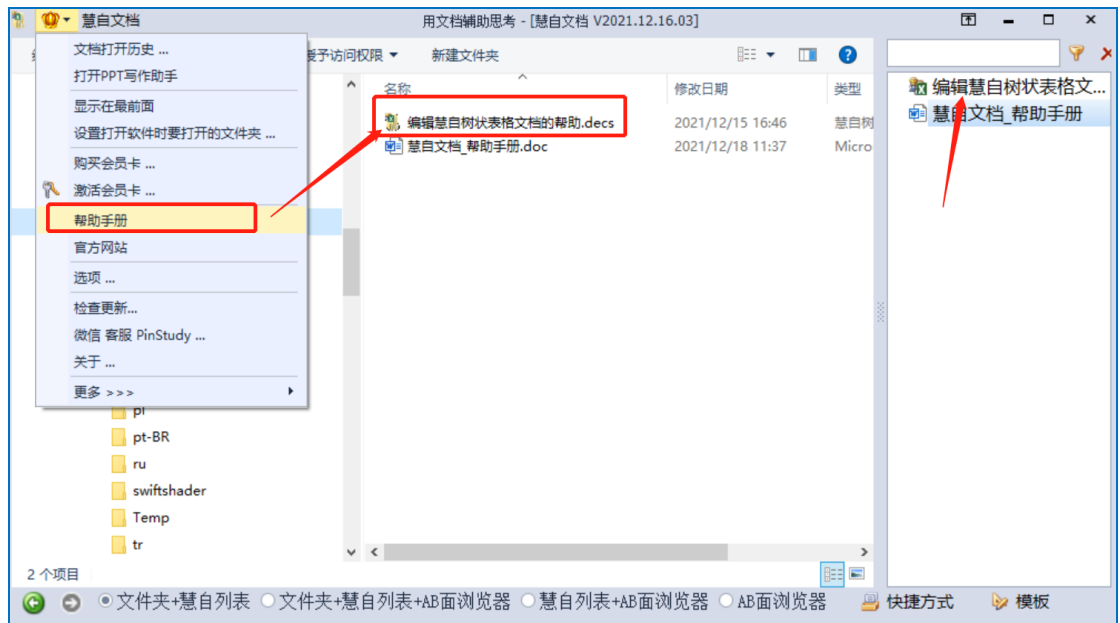 慧自文档
用文档辅助思考 - [慧自文档 V2021.12.16.03]
文档打开历史 ...
打开PPT写作助手
显示在最前面
设置打开软件时要打开的文件夹 ...
购买会员卡 ...
激活会员卡 ...
帮助手册
官方网站
选项 ...
检查更新...
微信 客服 PinStudy ...
关于 ...
更多 >>>
予访问权限
新建文件夹
名称 修改日期 类型
编辑慧自树状表格文档的帮助.decs 2021/12/15 16:46 慧自树
慧自文档_帮助手册.doc 2021/12/18 11:37 Micro
编辑慧自树状表格文...
慧自文档_帮助手册
pl
pt-BR
ru
swiftshader
Temp
tr
2 个项目
文件夹+慧自列表 文件夹+慧自列表+AB面浏览器 慧自列表+AB面浏览器 AB面浏览器 快捷方式 模板